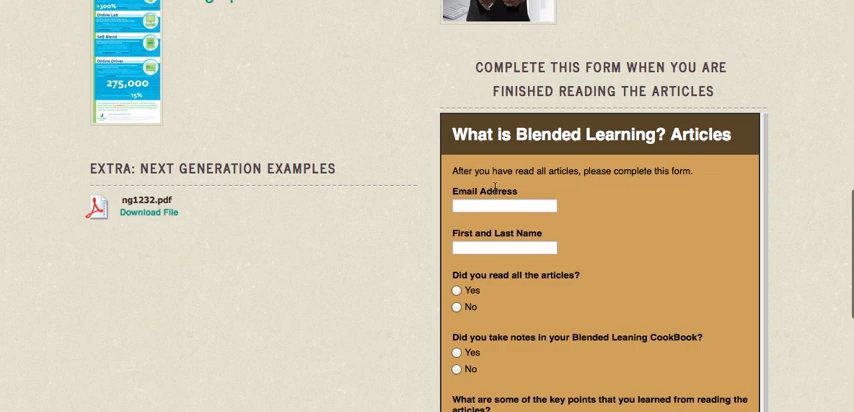 +300%
Online Lab
Self Blend
Online Driver
275,000
15%
EXTRA: NEXT GENERATION EXAMPLES
ng1232.pdf
Download File
COMPLETE THIS FORM WHEN YOU ARE
FINISHED READING THE ARTICLES
What is Blended Learning? Articles
After you have read all articles, please complete this form.
Email Address
First and Last Name
Did you read all the articles?
Yes
No
Did you take notes in your Blended Leaning CookBook?
Yes
No
What are some of the key points that you learned from reading the
articles?